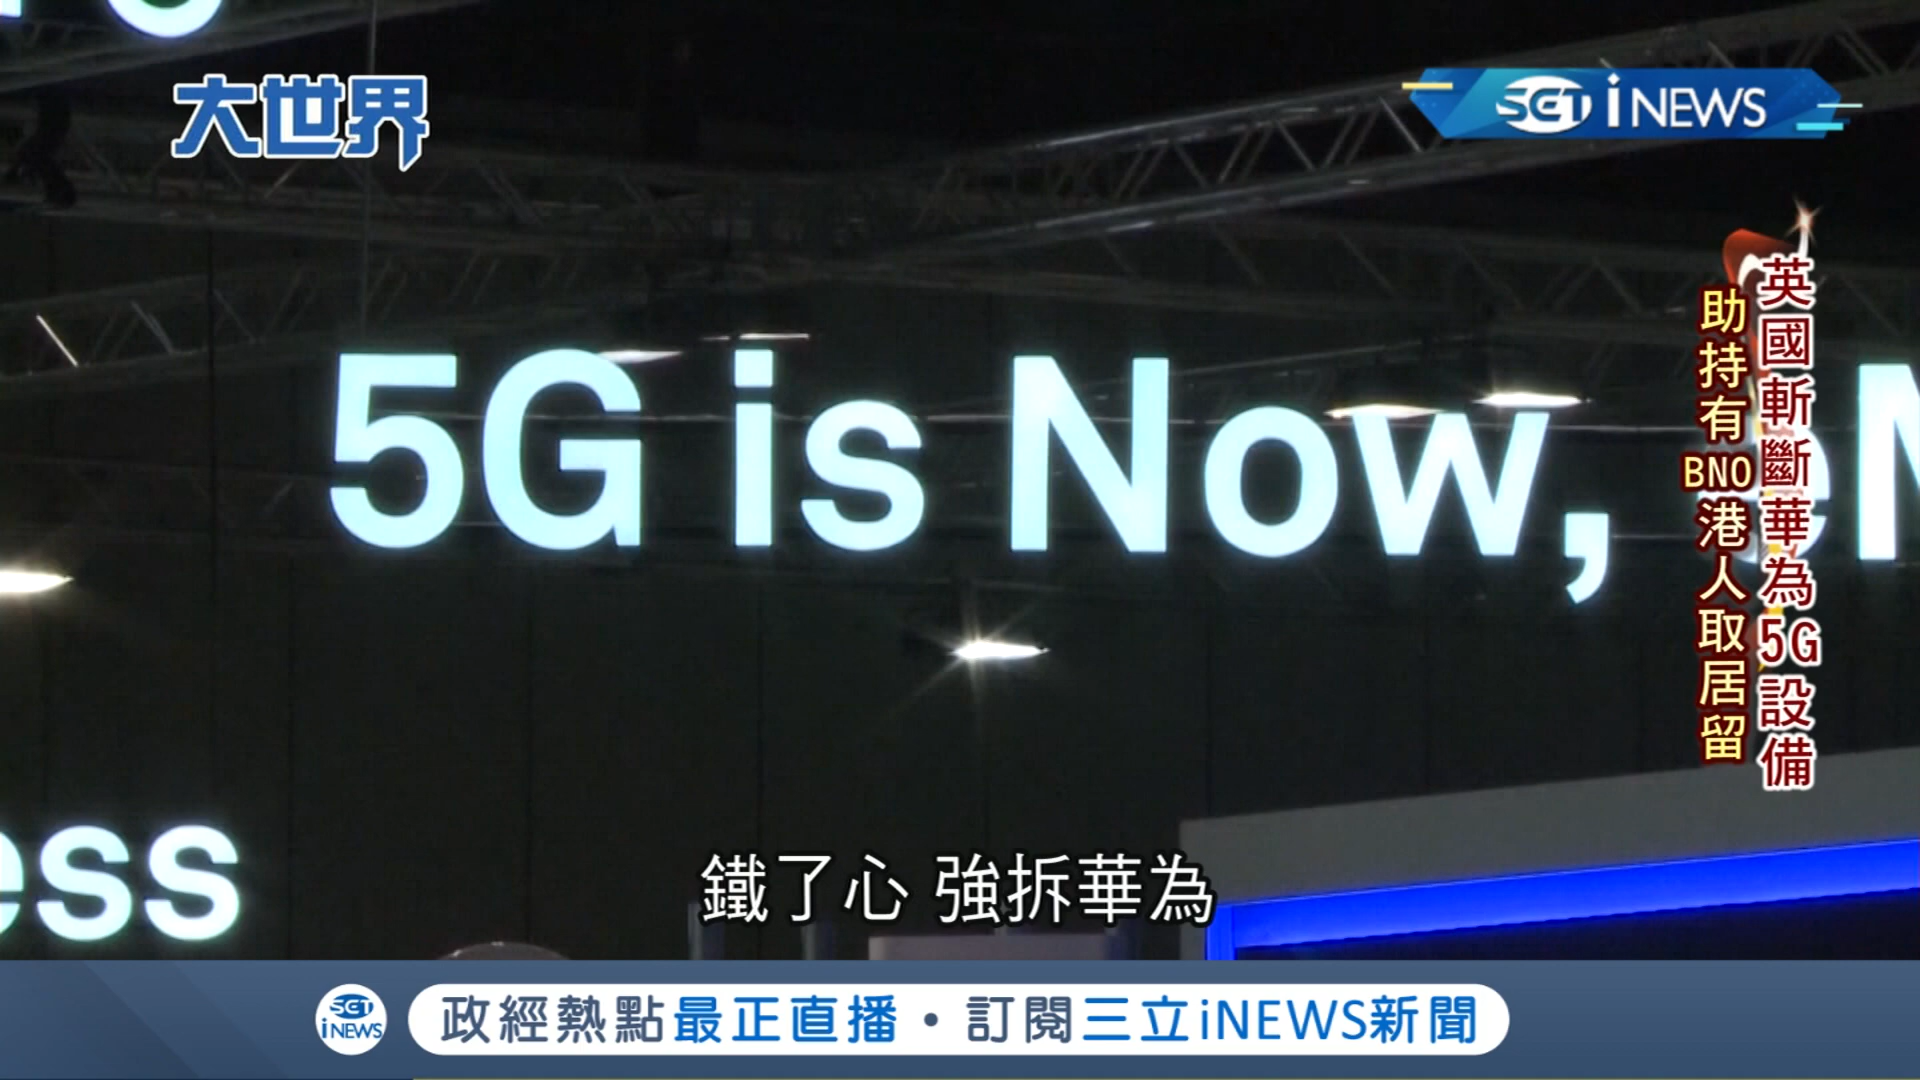 大世界
SET iNEWS
英國斬斷華為5G設備
助持有BNO港人取居留
5G is Now, eM
ess
鐵了心 強拆華為
SET iNEWS
政經熱點最正直播・訂閱三立iNEWS新聞